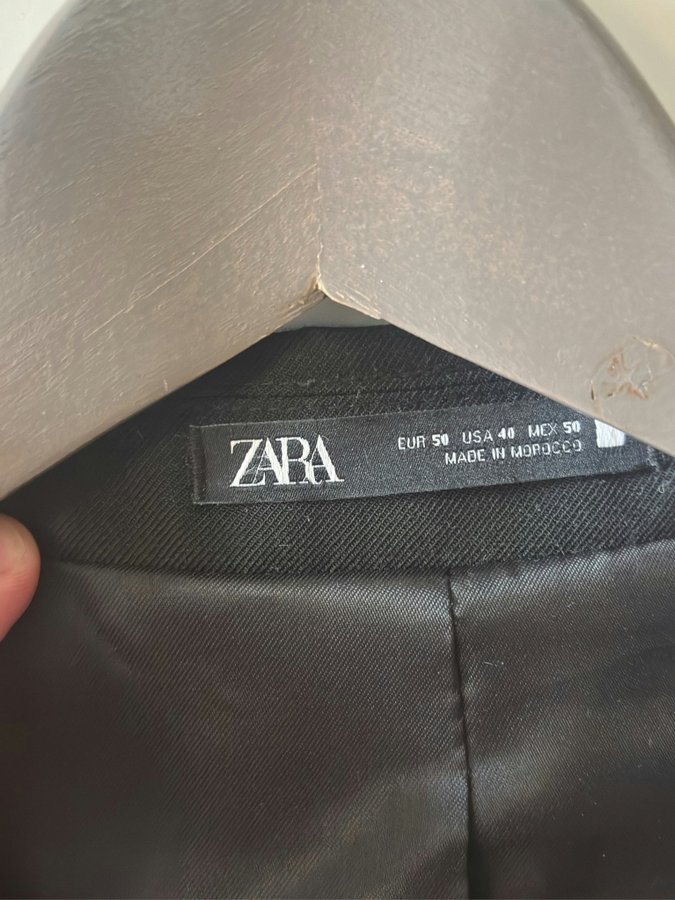 ZARA
EUR 50 USA 40 MEX 50
MADE IN MOROCCO